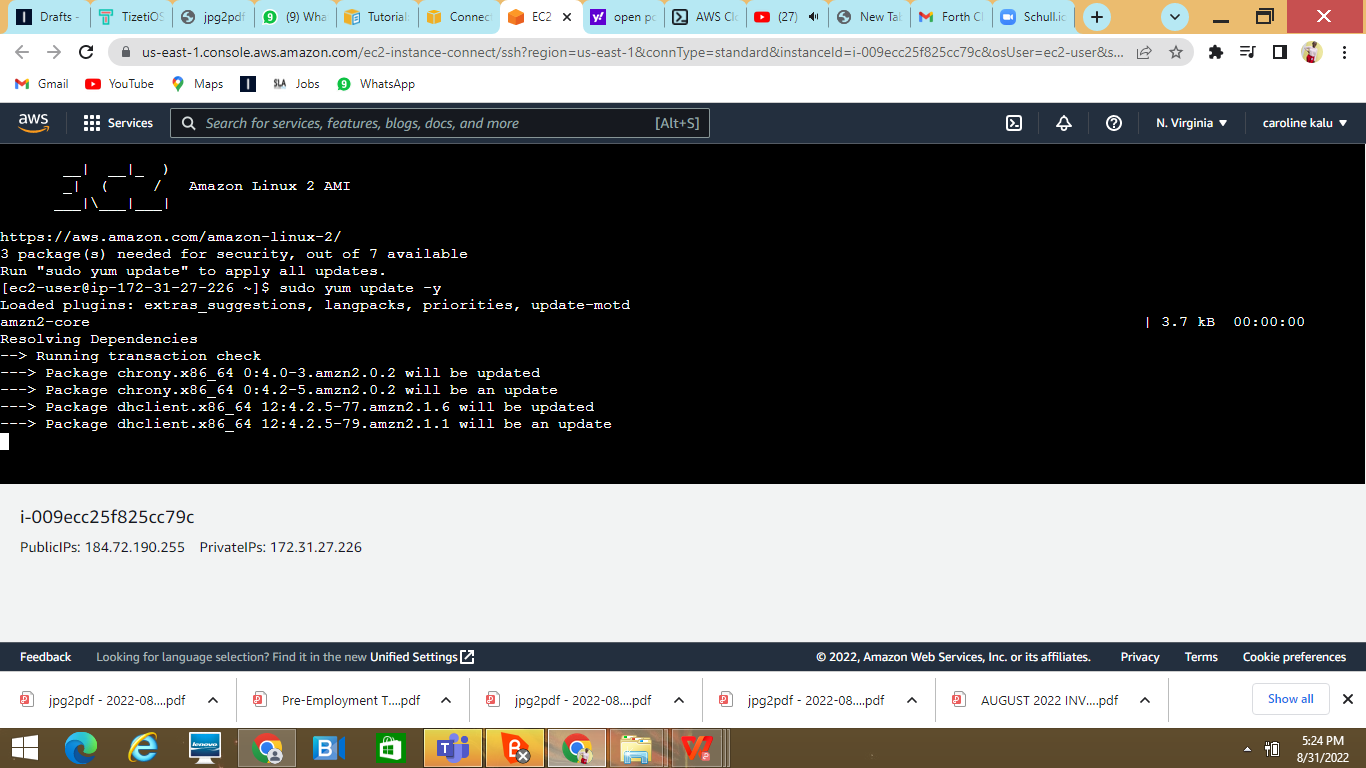 Drafts -
TizetiOS
jpg2pdf
(9) Wha
Tutorial:
Connect
EC2
open po
AWS Clo
(27)
New Tab
Forth Cl
Schull.io
us-east-1.console.aws.amazon.com/ec2-instance-connect/ssh?region=us-east-1&connType=standard&instanceId=i-009ecc25f825cc79c&osUser=ec2-user&s...
Gmail
YouTube
Maps
SLA Jobs
WhatsApp
aws
Services
Search for services, features, blogs, docs, and more [Alt+S]
N. Virginia
caroline kalu
__| __|_ )
_| ( / Amazon Linux 2 AMI
___|\___|___|
https://aws.amazon.com/amazon-linux-2/
3 package(s) needed for security, out of 7 available
Run "sudo yum update" to apply all updates.
[ec2-user@ip-172-31-27-226 ~]$ sudo yum update -y
Loaded plugins: extras_suggestions, langpacks, priorities, update-motd
amzn2-core | 3.7 kB 00:00:00
Resolving Dependencies
--> Running transaction check
---> Package chrony.x86_64 0:4.0-3.amzn2.0.2 will be updated
---> Package chrony.x86_64 0:4.2-5.amzn2.0.2 will be an update
---> Package dhclient.x86_64 12:4.2.5-77.amzn2.1.6 will be updated
---> Package dhclient.x86_64 12:4.2.5-79.amzn2.1.1 will be an update
i-009ecc25f825cc79c
PublicIPs: 184.72.190.255 PrivateIPs: 172.31.27.226
Feedback
Looking for language selection? Find it in the new Unified Settings
© 2022, Amazon Web Services, Inc. or its affiliates.
Privacy
Terms
Cookie preferences
jpg2pdf - 2022-08....pdf
Pre-Employment T....pdf
jpg2pdf - 2022-08....pdf
jpg2pdf - 2022-08....pdf
AUGUST 2022 INV....pdf
Show all
lenovo
5:24 PM
8/31/2022